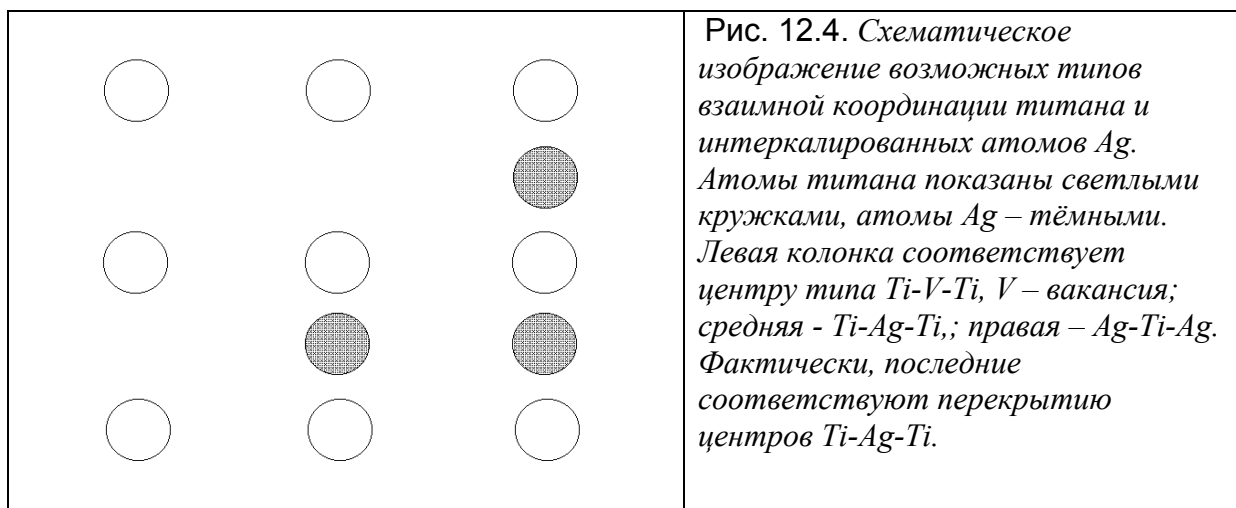 Рис. 12.4. Схематическое
изображение возможных типов
взаимной координации титана и
интеркалированных атомов Ag.
Атомы титана показаны светлыми
кружками, атомы Ag – тёмными.
Левая колонка соответствует
центру типа Ti-V-Ti, V – вакансия;
средняя - Ti-Ag-Ti,; правая – Ag-Ti-Ag.
Фактически, последние
соответствуют перекрытию
центров Ti-Ag-Ti.